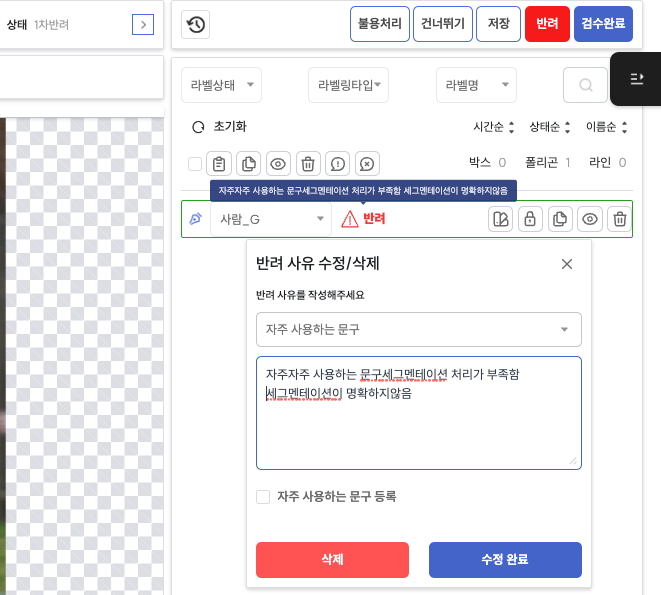 상태 1차반려
불용처리 건너뛰기 저장 반려 검수완료
라벨상태 라벨링타입 라벨명
초기화 시간순 상태순 이름순
박스 0 폴리곤 1 라인 0
자주자주 사용하는 문구세그멘테이션 처리가 부족함 세그멘테이션이 명확하지않음
사람_G 반려
반려 사유 수정/삭제
반려 사유를 작성해주세요
자주 사용하는 문구
자주자주 사용하는 문구세그멘테이션 처리가 부족함
세그멘테이션이 명확하지않음
자주 사용하는 문구 등록
삭제 수정 완료